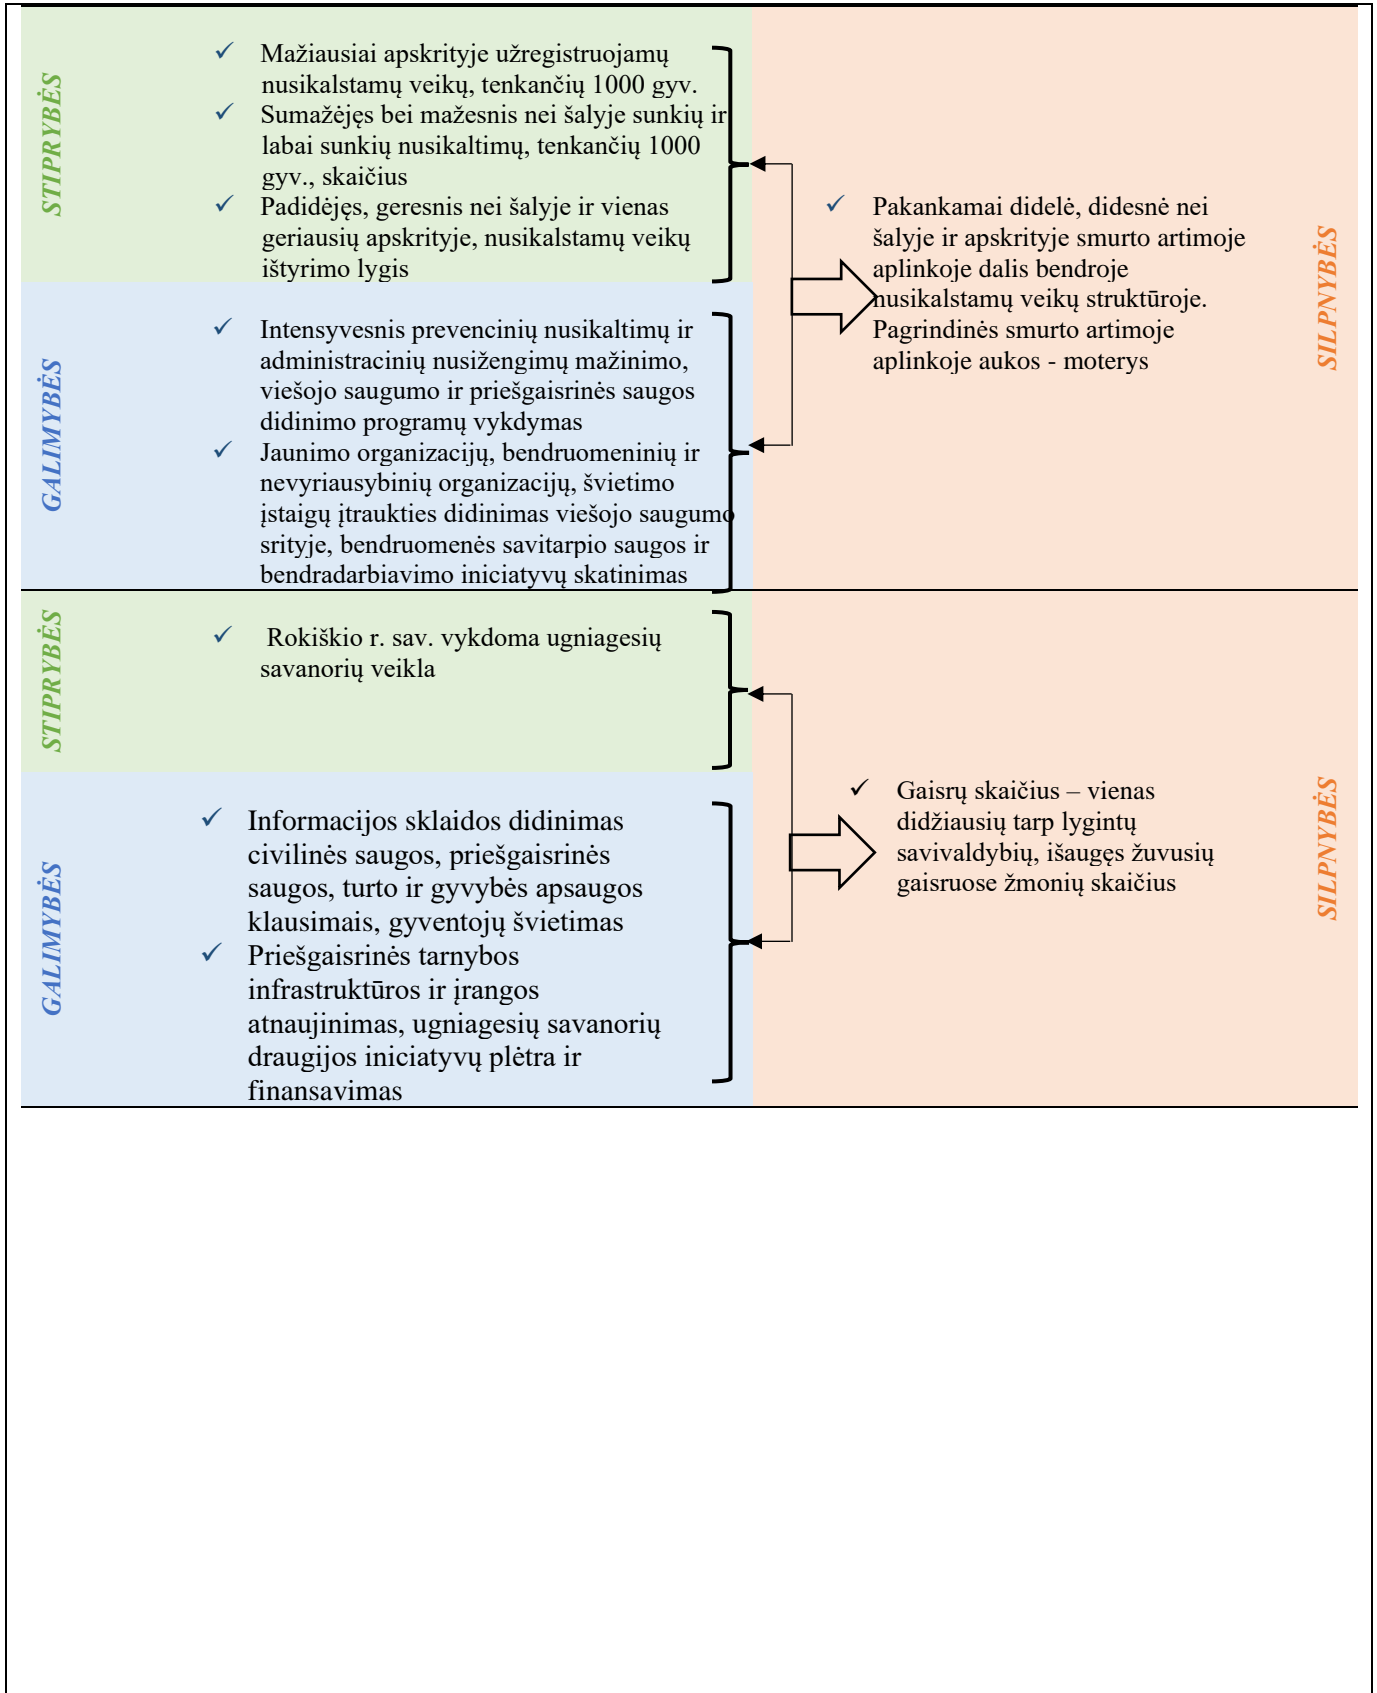 STIPRYBĖS
Mažiausiai apskrityje užregistruojamų
nusikalstamų veikų, tenkančių 1000 gyv.
Sumažėjęs bei mažesnis nei šalyje sunkių ir
labai sunkių nusikaltimų, tenkančių 1000
gyv., skaičius
Padidėjęs, geresnis nei šalyje ir vienas
geriausių apskrityje, nusikalstamų veikų
ištyrimo lygis
GALIMYBĖS
Intensyvesnis prevencinių nusikaltimų ir
administracinių nusižengimų mažinimo,
viešojo saugumo ir priešgaisrinės saugos
didinimo programų vykdymas
Jaunimo organizacijų, bendruomeninių ir
nevyriausybinių organizacijų, švietimo
įstaigų įtraukties didinimas viešojo saugumo
srityje, bendruomenės savitarpio saugos ir
bendradarbiavimo iniciatyvų skatinimas
Pakankamai didelė, didesnė nei
šalyje ir apskrityje smurto artimoje
aplinkoje dalis bendroje
nusikalstamų veikų struktūroje.
Pagrindinės smurto artimoje
aplinkoje aukos - moterys
SILPNYBĖS
STIPRYBĖS
Rokiškio r. sav. vykdoma ugniagesių
savanorių veikla
GALIMYBĖS
Informacijos sklaidos didinimas
civilinės saugos, priešgaisrinės
saugos, turto ir gyvybės apsaugos
klausimais, gyventojų švietimas
Priešgaisrinės tarnybos
infrastruktūros ir įrangos
atnaujinimas, ugniagesių savanorių
draugijos iniciatyvų plėtra ir
finansavimas
Gaisrų skaičius – vienas
didžiausių tarp lygintų
savivaldybių, išaugęs žuvusių
gaisruose žmonių skaičius
SILPNYBĖS